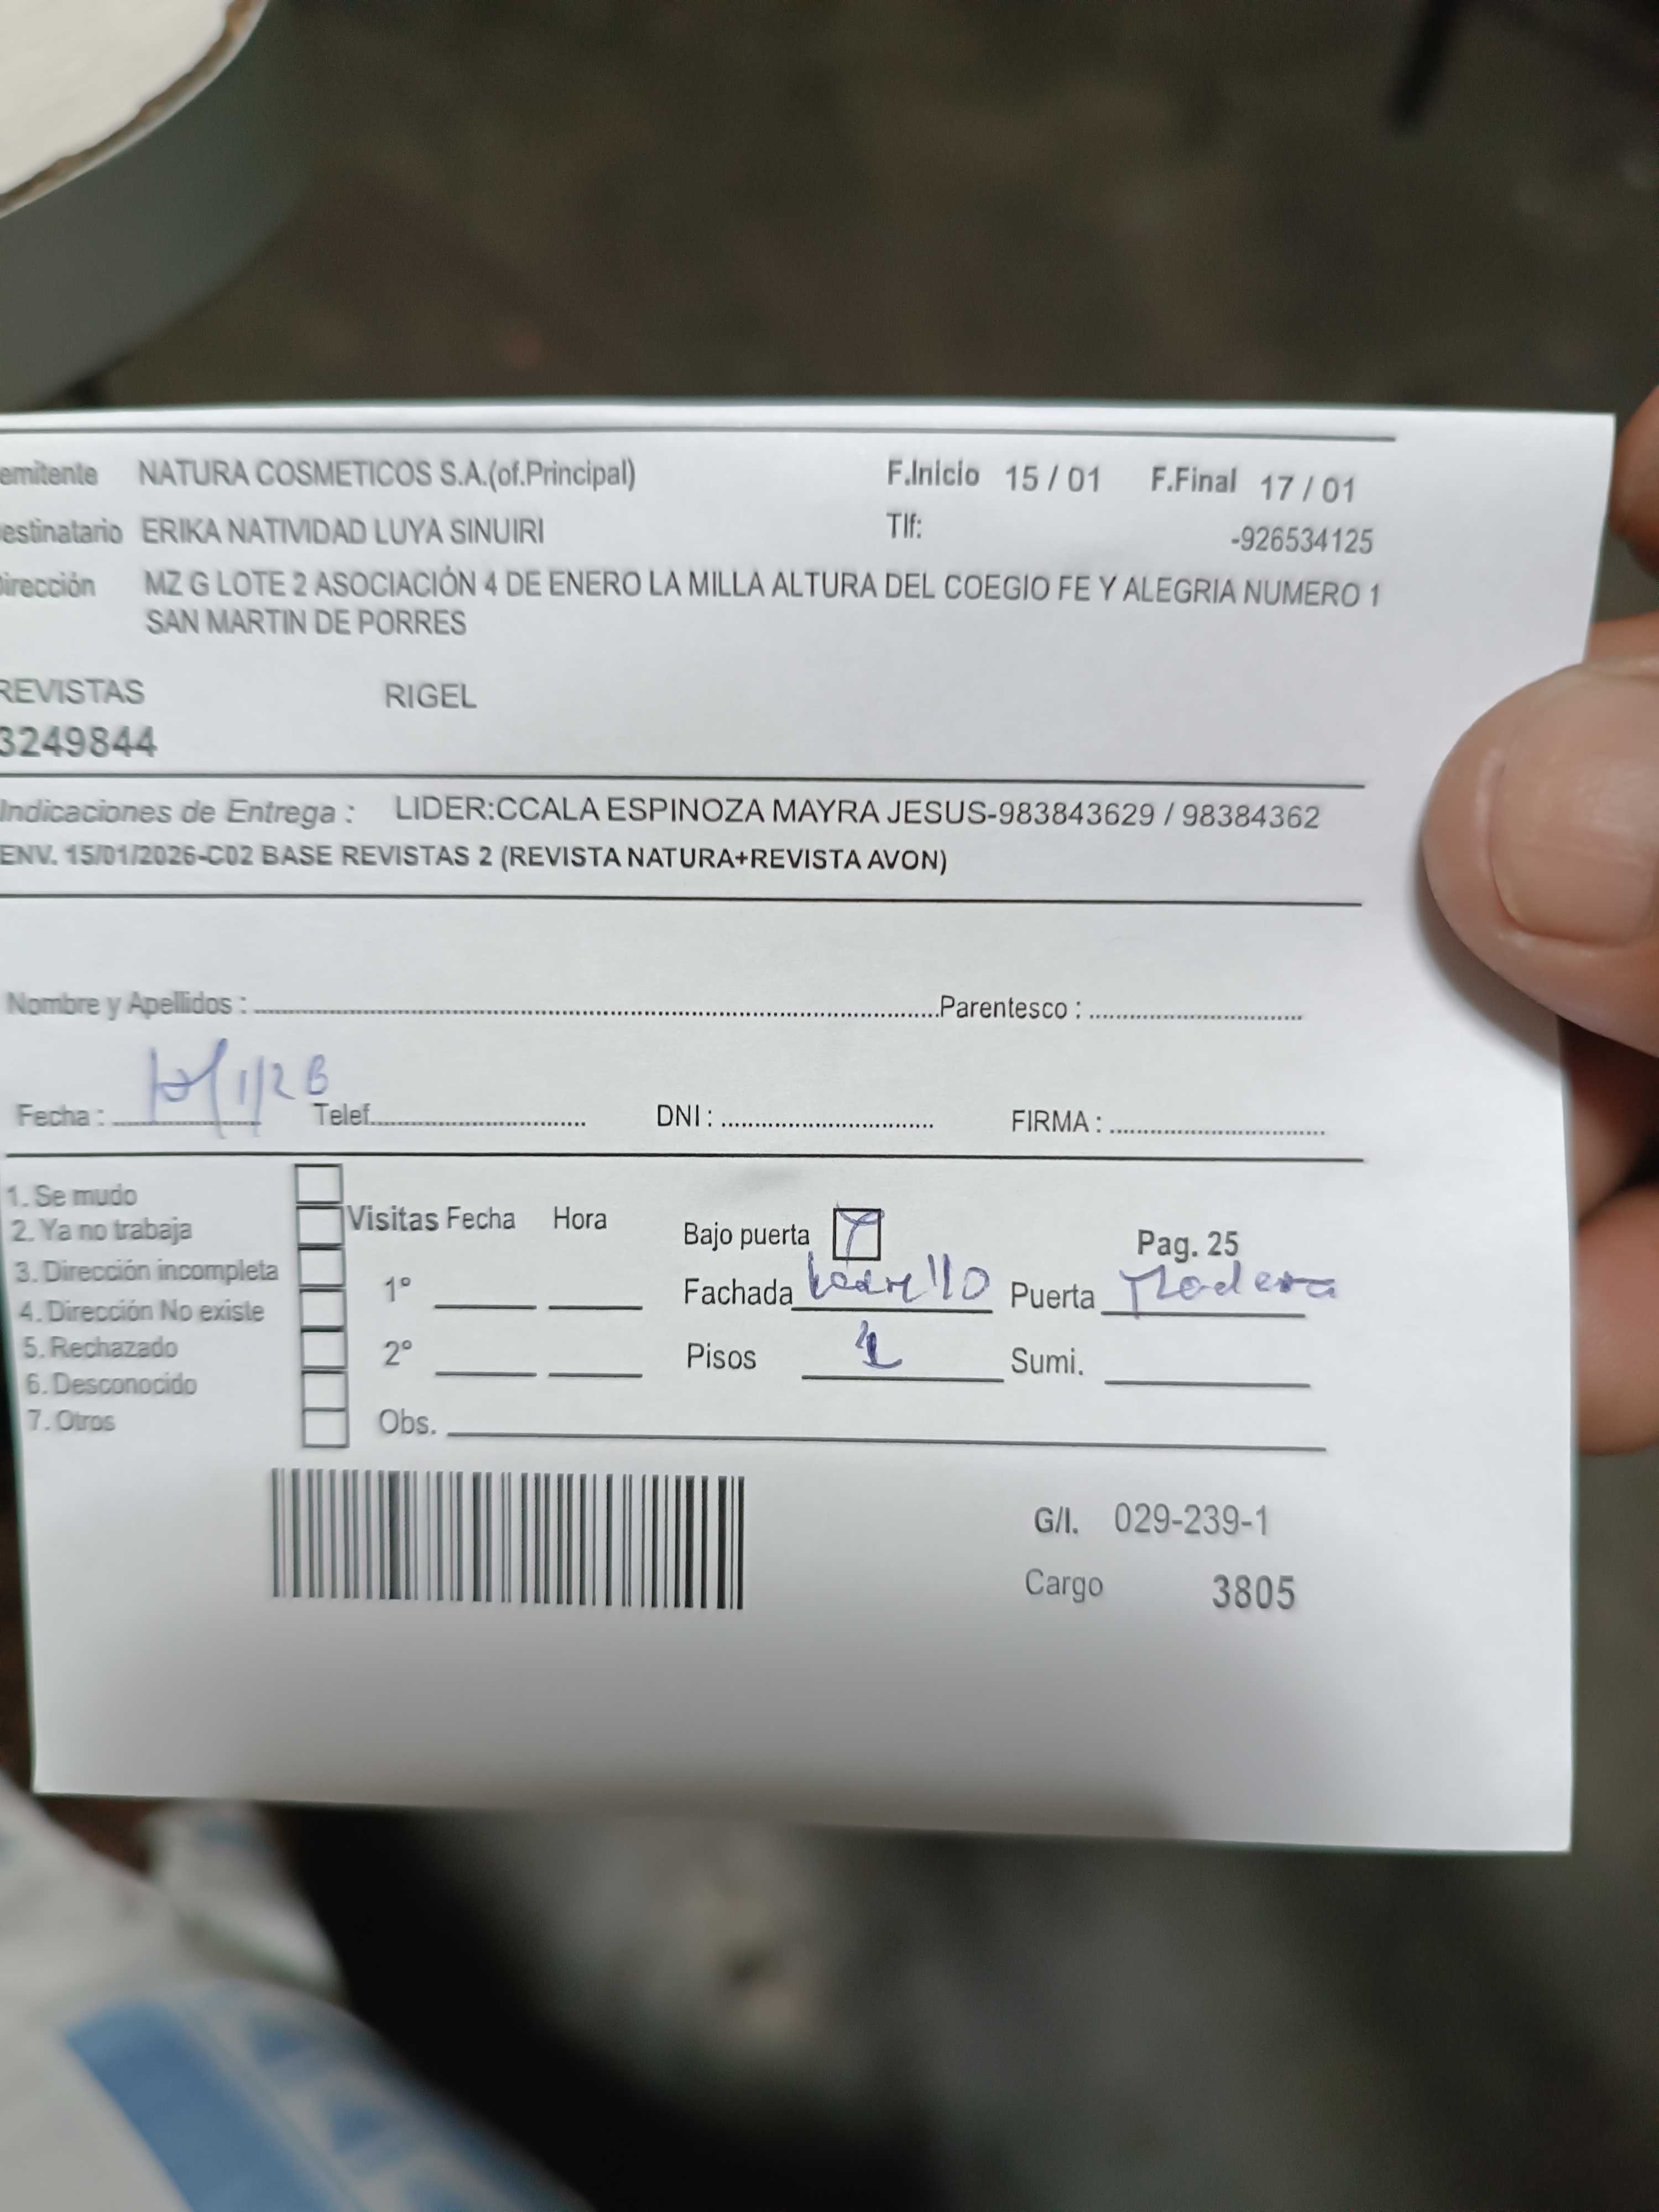 emitente NATURA COSMETICOS S.A.(of.Principal) F.Inicio 15 / 01 F.Final 17 / 01
estinatario ERIKA NATIVIDAD LUYA SINUIRI Tlf: -926534125
irección MZ G LOTE 2 ASOCIACIÓN 4 DE ENERO LA MILLA ALTURA DEL COEGIO FE Y ALEGRIA NUMERO 1
SAN MARTIN DE PORRES
REVISTAS RIGEL
3249844
Indicaciones de Entrega : LIDER:CCALA ESPINOZA MAYRA JESUS-983843629 / 98384362
ENV. 15/01/2026-C02 BASE REVISTAS 2 (REVISTA NATURA+REVISTA AVON)
Nombre y Apellidos : Parentesco :
Fecha : Telef. DNI : FIRMA :
1. Se mudo
2. Ya no trabaja Visitas Fecha Hora Bajo puerta Pag. 25
3. Dirección incompleta 1° Fachada Ladrillo Puerta Madera
4. Dirección No existe
5. Rechazado 2° Pisos 1 Sumi.
6. Desconocido
7. Otros Obs.
G/I. 029-239-1
Cargo 3805